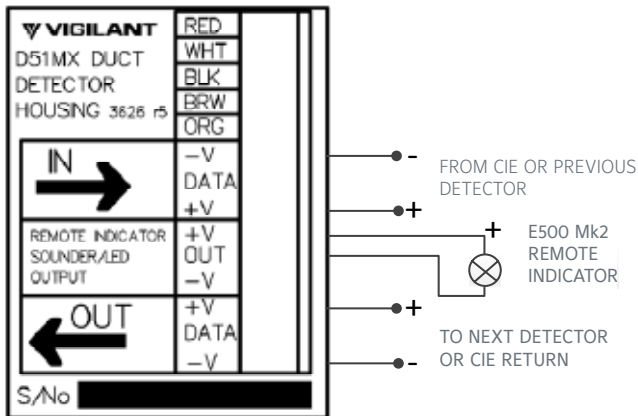 VIGILANT
D51MX DUCT
DETECTOR
HOUSING 3626 r5
RED
WHT
BLK
BRW
ORG
IN
-V
DATA
+V
REMOTE INDICATOR
SOUNDER/LED
OUTPUT
+V
OUT
-V
OUT
+V
DATA
-V
S/No
-
FROM CIE OR PREVIOUS
DETECTOR
+
+
E500 Mk2
REMOTE
INDICATOR
+
TO NEXT DETECTOR
OR CIE RETURN
-